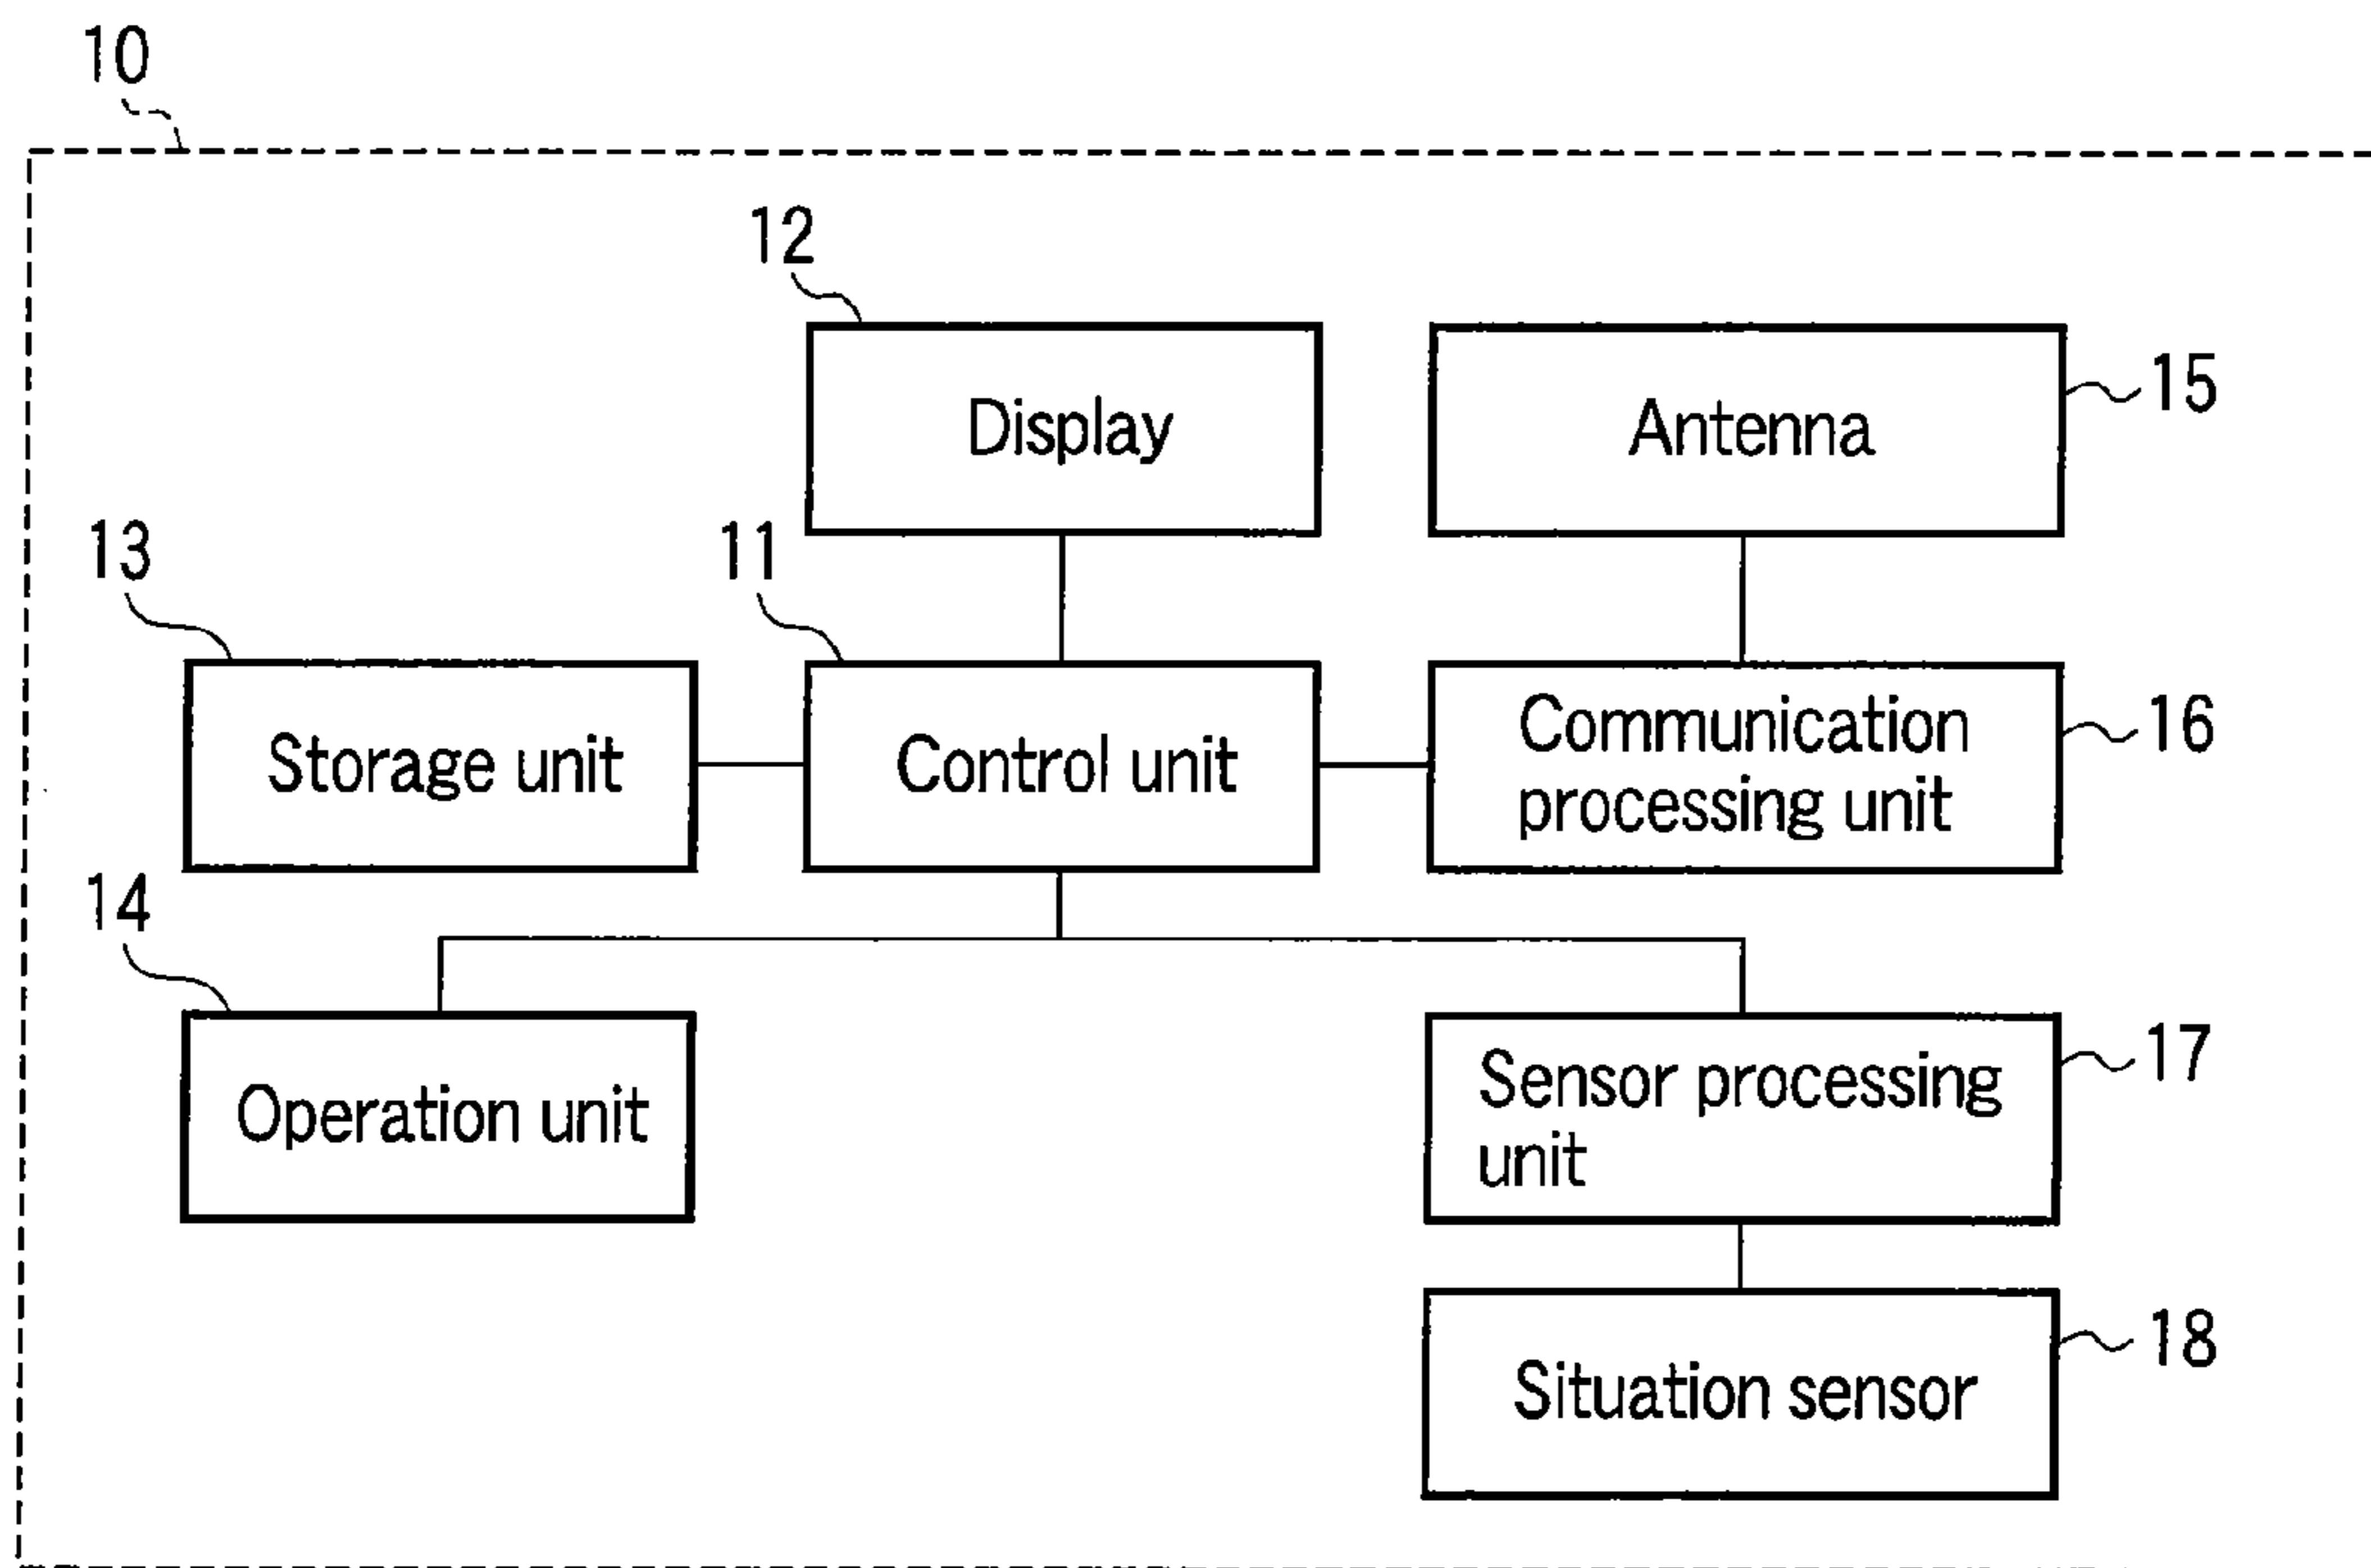 10
12
Display
Antenna
15
13
11
Storage unit
Control unit
Communication
processing unit
16
14
Operation unit
Sensor processing
unit
17
Situation sensor
18